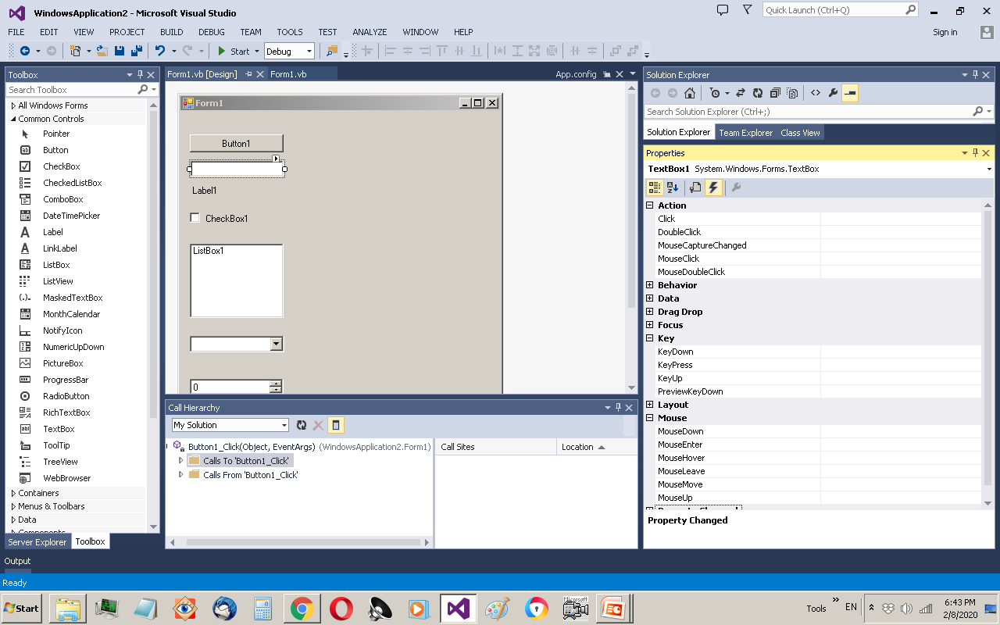 WindowsApplication2 - Microsoft Visual Studio
Quick Launch (Ctrl+Q)
FILE EDIT VIEW PROJECT BUILD DEBUG TEAM TOOLS TEST ANALYZE WINDOW HELP
Sign in
Start Debug
Toolbox
Search Toolbox
All Windows Forms
Common Controls
Pointer
Button
CheckBox
CheckedListBox
ComboBox
DateTimePicker
Label
LinkLabel
ListBox
ListView
MaskedTextBox
MonthCalendar
NotifyIcon
NumericUpDown
PictureBox
ProgressBar
RadioButton
RichTextBox
TextBox
ToolTip
TreeView
WebBrowser
Containers
Menus & Toolbars
Data
Components
Server Explorer Toolbox
Form1.vb [Design] Form1.vb App.config
Form1
Button1
Label1
CheckBox1
ListBox1
0
Call Hierarchy
My Solution
Button1_Click(Object, EventArgs) (WindowsApplication2.Form1)
Calls To 'Button1_Click'
Calls From 'Button1_Click'
Call Sites Location
Solution Explorer
Search Solution Explorer (Ctrl+;)
Solution Explorer Team Explorer Class View
Properties
TextBox1 System.Windows.Forms.TextBox
Action
Click
DoubleClick
MouseCaptureChanged
MouseClick
MouseDoubleClick
Behavior
Data
Drag Drop
Focus
Key
KeyDown
KeyPress
KeyUp
PreviewKeyDown
Layout
Mouse
MouseDown
MouseEnter
MouseHover
MouseLeave
MouseMove
MouseUp
Property Changed
Property Changed
Output
Ready
Start
Microsoft
Tools
EN
6:43 PM
2/8/2020